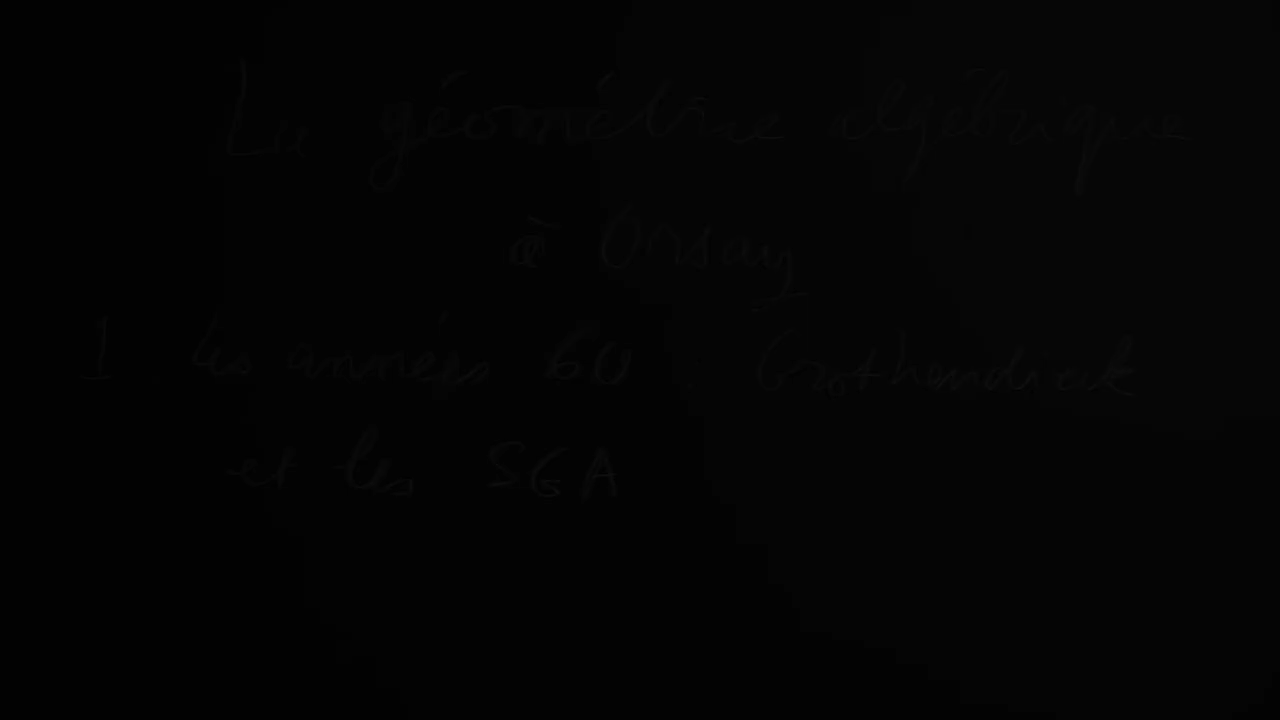 La géométrie algébrique
à Orsay
1. Les années 60 : Grothendieck
et les SGA